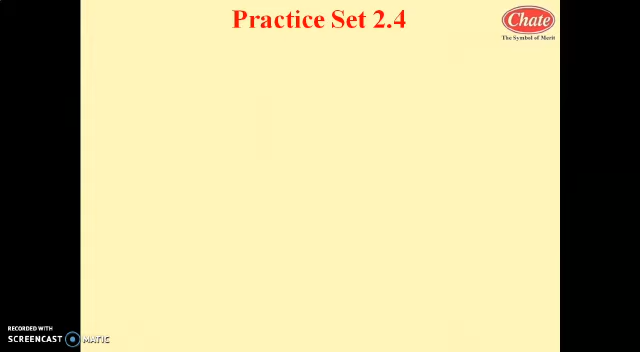 Practice Set 2.4
Chate
The Symbol of Merit
RECORDED WITH
SCREENCAST MATIC